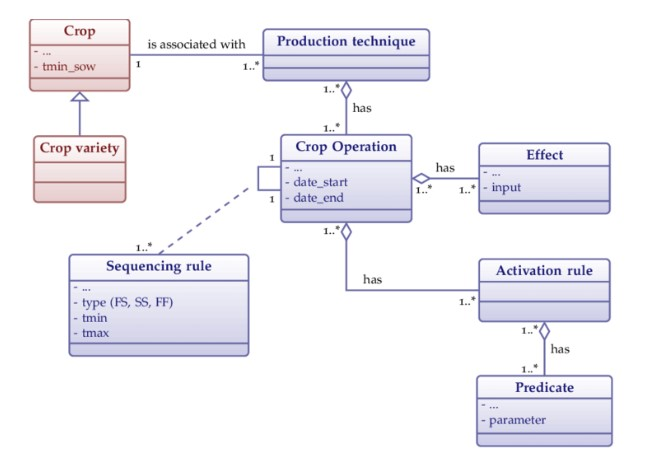 Crop
- ...
- tmin_sow
is associated with
1
1..*
Production technique
1..*
has
1..*
Crop variety
Crop Operation
- ...
- date_start
- date_end
1
1
has
1..*
1..*
Effect
- ...
- input
1..*
1..*
Sequencing rule
- ...
- type (FS, SS, FF)
- tmin
- tmax
has
1..*
Activation rule
1..*
has
1..*
Predicate
- ...
- parameter